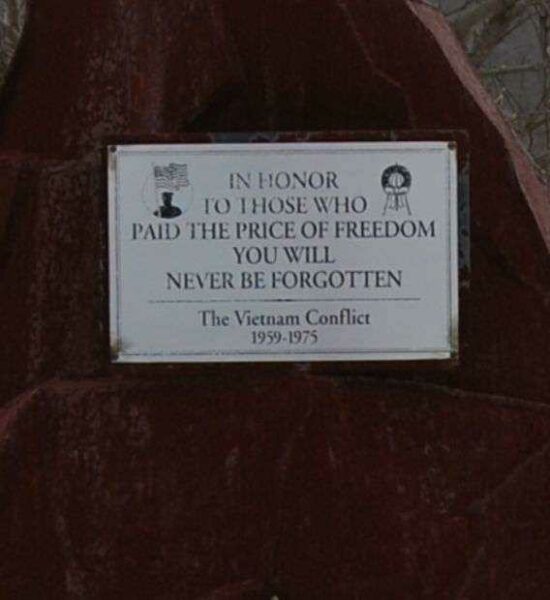 IN HONOR
TO THOSE WHO
PAID THE PRICE OF FREEDOM
YOU WILL
NEVER BE FORGOTTEN
The Vietnam Conflict
1959-1975